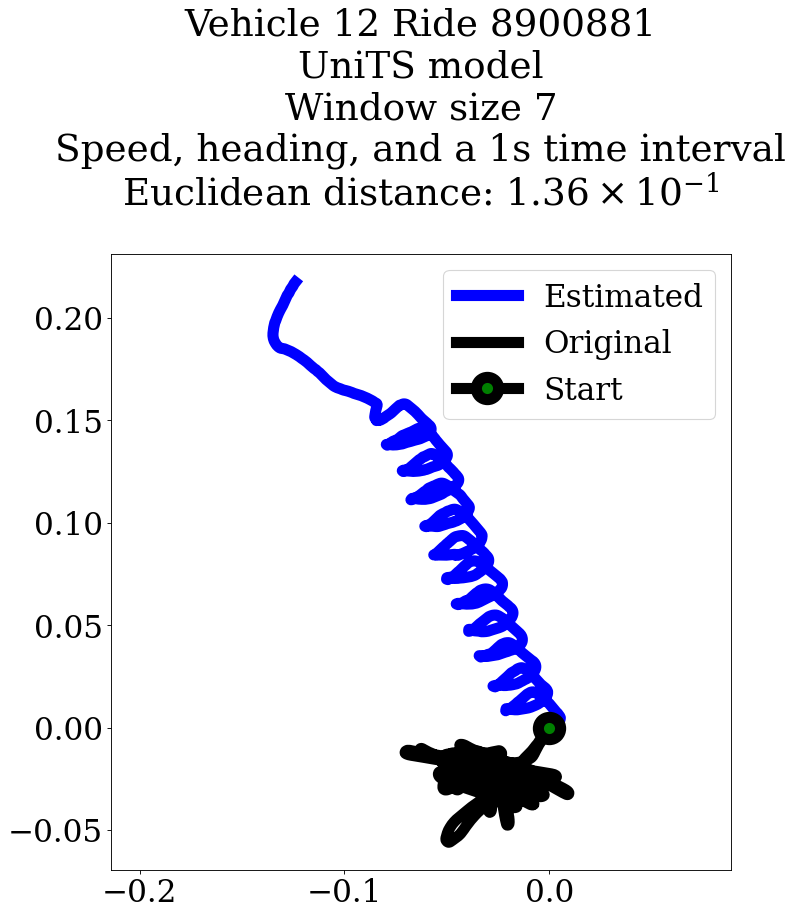 Vehicle 12 Ride 8900881
UniTS model
Window size 7
Speed, heading, and a 1s time interval
Euclidean distance: 1.36 × 10⁻¹
Estimated
Original
Start
0.20
0.15
0.10
0.05
0.00
−0.05
−0.2
−0.1
0.0